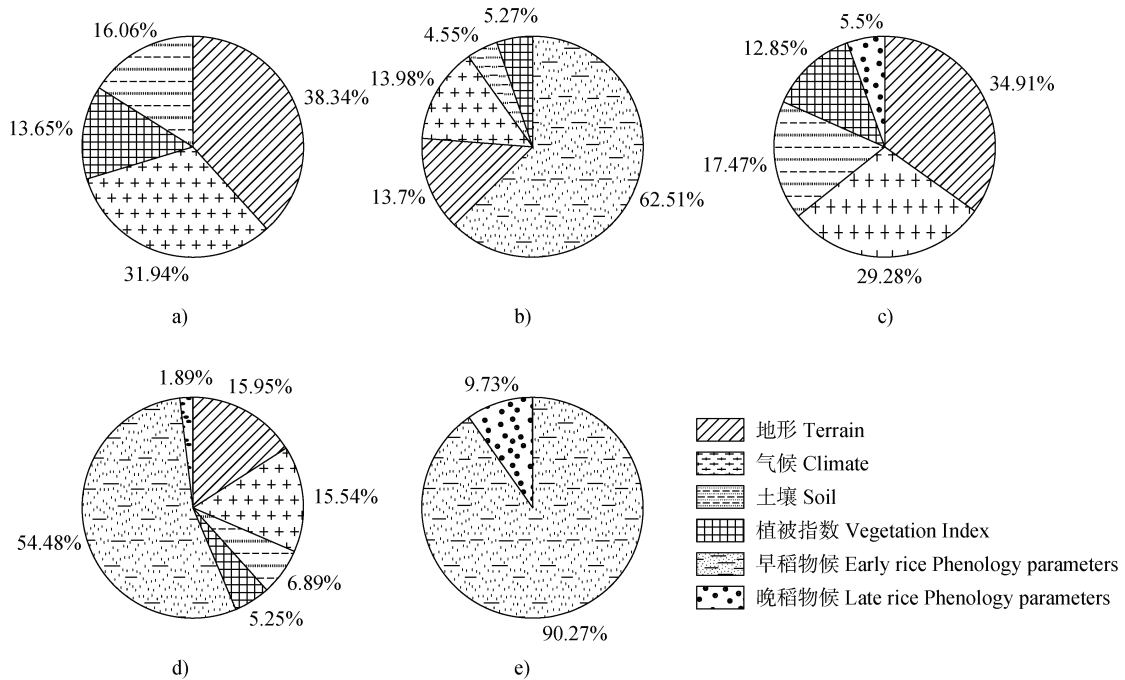 16.06%
38.34%
13.65%
31.94%
a)
5.27%
4.55%
13.98%
13.7%
62.51%
b)
5.5%
12.85%
34.91%
17.47%
29.28%
c)
1.89%
15.95%
15.54%
54.48%
6.89%
5.25%
d)
9.73%
90.27%
e)
地形 Terrain
气候 Climate
土壤 Soil
植被指数 Vegetation Index
早稻物候 Early rice Phenology parameters
晚稻物候 Late rice Phenology parameters